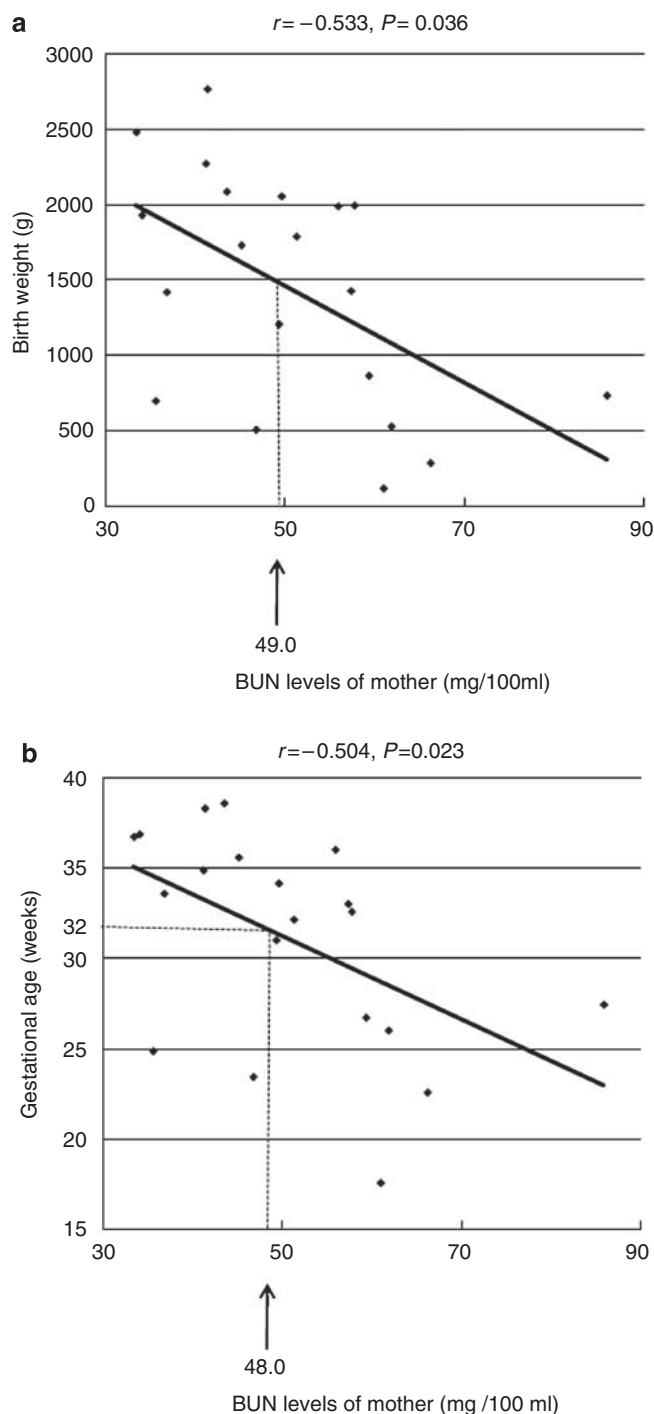 a
r=−0.533, P= 0.036
3000
2500
2000
1500
1000
500
0
Birth weight (g)
30 50 70 90
49.0
BUN levels of mother (mg/100ml)
b
r=−0.504, P=0.023
40
35
32
30
25
20
15
Gestational age (weeks)
30 50 70 90
48.0
BUN levels of mother (mg /100 ml)